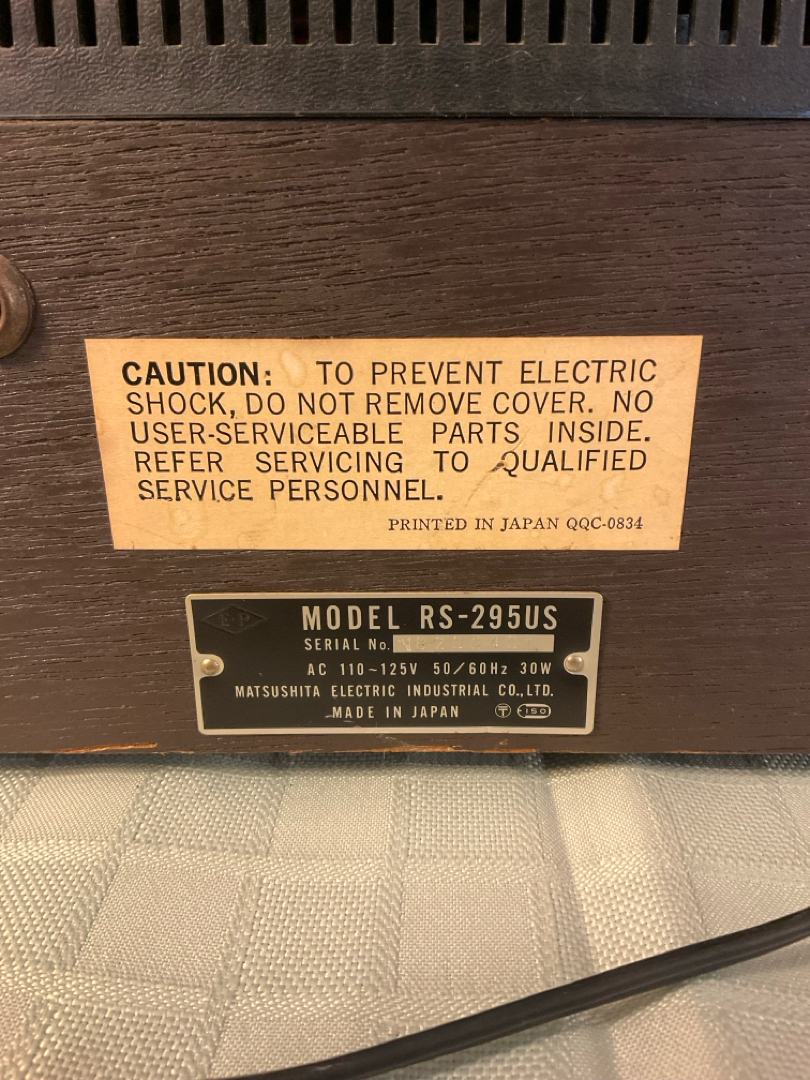 CAUTION: TO PREVENT ELECTRIC
SHOCK, DO NOT REMOVE COVER. NO
USER-SERVICEABLE PARTS INSIDE.
REFER SERVICING TO QUALIFIED
SERVICE PERSONNEL.
PRINTED IN JAPAN QQC-0834
E·P
MODEL RS-295US
SERIAL No.
AC 110~125V 50/60Hz 30W
MATSUSHITA ELECTRIC INDUSTRIAL CO.,LTD.
MADE IN JAPAN 〒 150